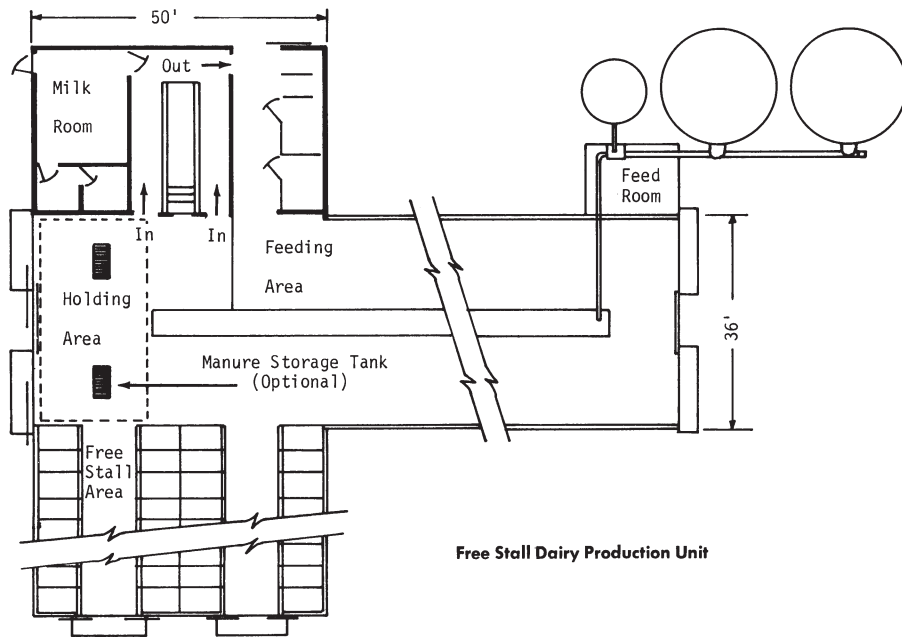 50'
Out
Milk
Room
Feed
Room
In
In
Feeding
Area
Holding
Area
36'
Manure Storage Tank
(Optional)
Free
Stall
Area
Free Stall Dairy Production Unit